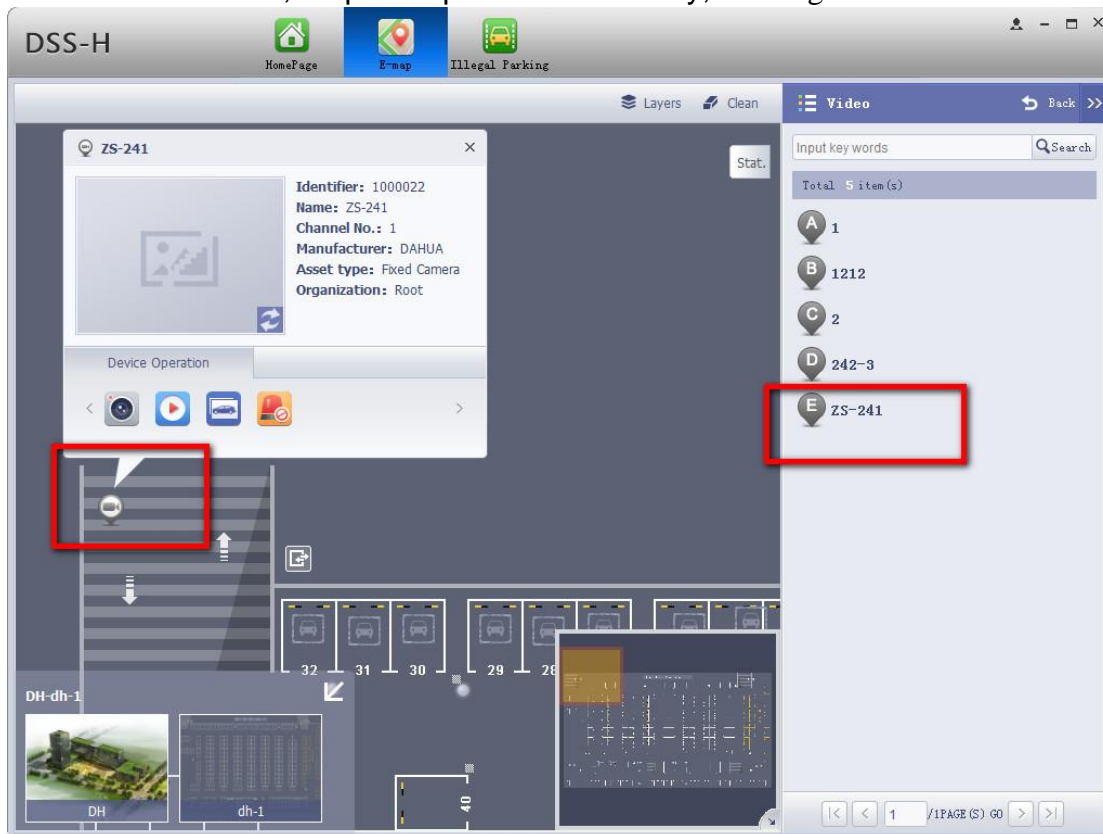 DSS-H
HomePage
E-map
Illegal Parking
Layers
Clean
Video
Back
ZS-241
Stat.
Input key words
Search
Identifier: 1000022
Name: ZS-241
Channel No.: 1
Manufacturer: DAHUA
Asset type: Fixed Camera
Organization: Root
Total 5 item(s)
A 1
B 1212
C 2
D 242-3
E ZS-241
Device Operation
32
31
30
29
28
DH-dh-1
DH
dh-1
40
1 /1PAGE(S) GO